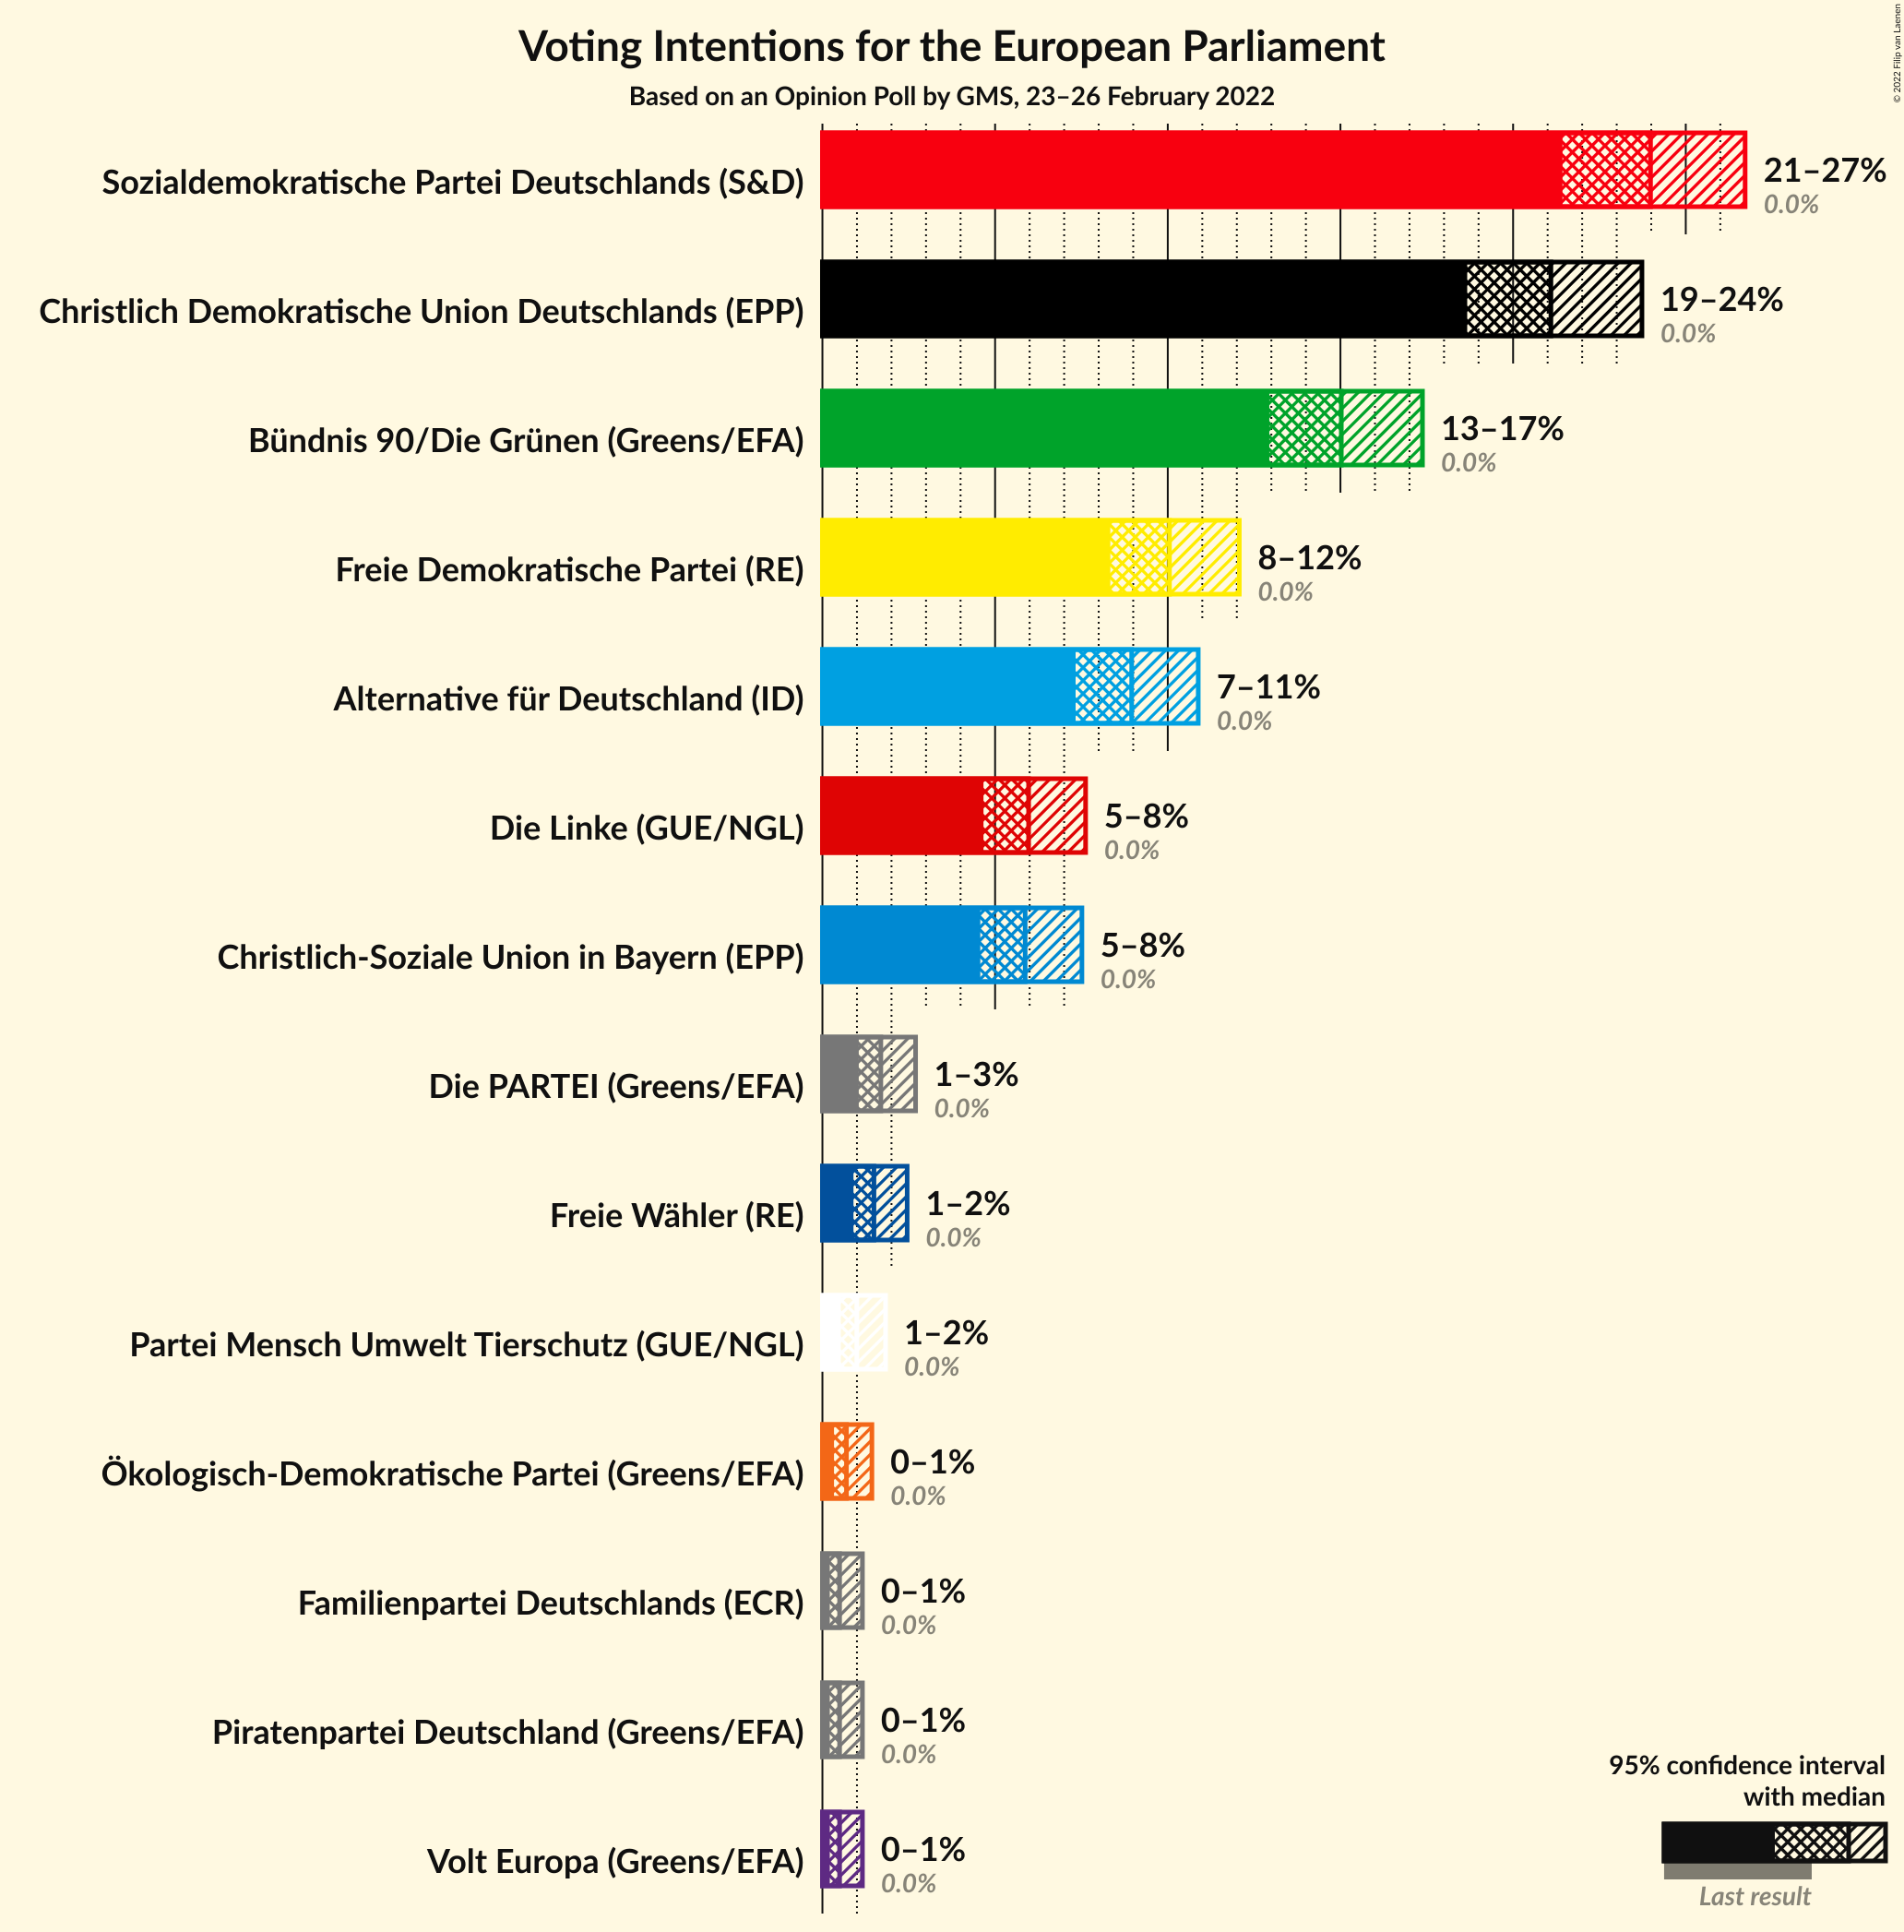 Voting Intentions for the European Parliament
Based on an Opinion Poll by GMS, 23–26 February 2022
© 2022 Filip van Laenen
Sozialdemokratische Partei Deutschlands (S&D)
21–27%
0.0%
Christlich Demokratische Union Deutschlands (EPP)
19–24%
0.0%
Bündnis 90/Die Grünen (Greens/EFA)
13–17%
0.0%
Freie Demokratische Partei (RE)
8–12%
0.0%
Alternative für Deutschland (ID)
7–11%
0.0%
Die Linke (GUE/NGL)
5–8%
0.0%
Christlich-Soziale Union in Bayern (EPP)
5–8%
0.0%
Die PARTEI (Greens/EFA)
1–3%
0.0%
Freie Wähler (RE)
1–2%
0.0%
Partei Mensch Umwelt Tierschutz (GUE/NGL)
1–2%
0.0%
Ökologisch-Demokratische Partei (Greens/EFA)
0–1%
0.0%
Familienpartei Deutschlands (ECR)
0–1%
0.0%
Piratenpartei Deutschland (Greens/EFA)
0–1%
0.0%
Volt Europa (Greens/EFA)
0–1%
0.0%
95% confidence interval
with median
Last result